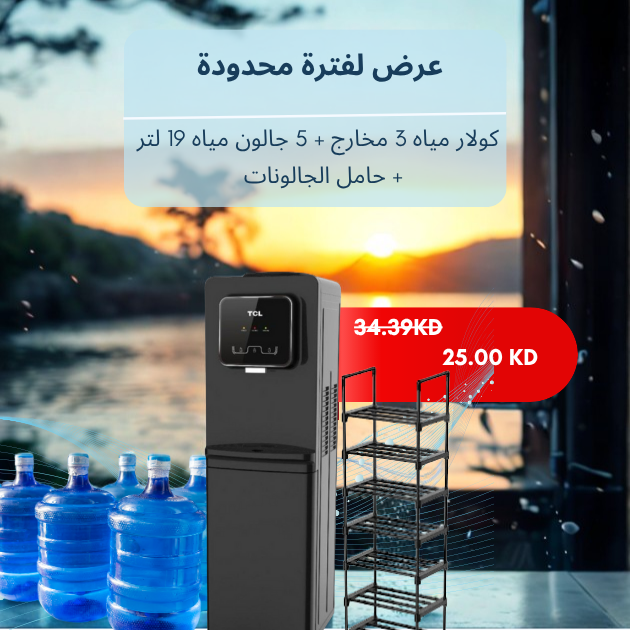 عرض لفترة محدودة
كولار مياه 3 مخارج + 5 جالون مياه 19 لتر
+ حامل الجالونات
TCL
34.39KD
25.00 KD